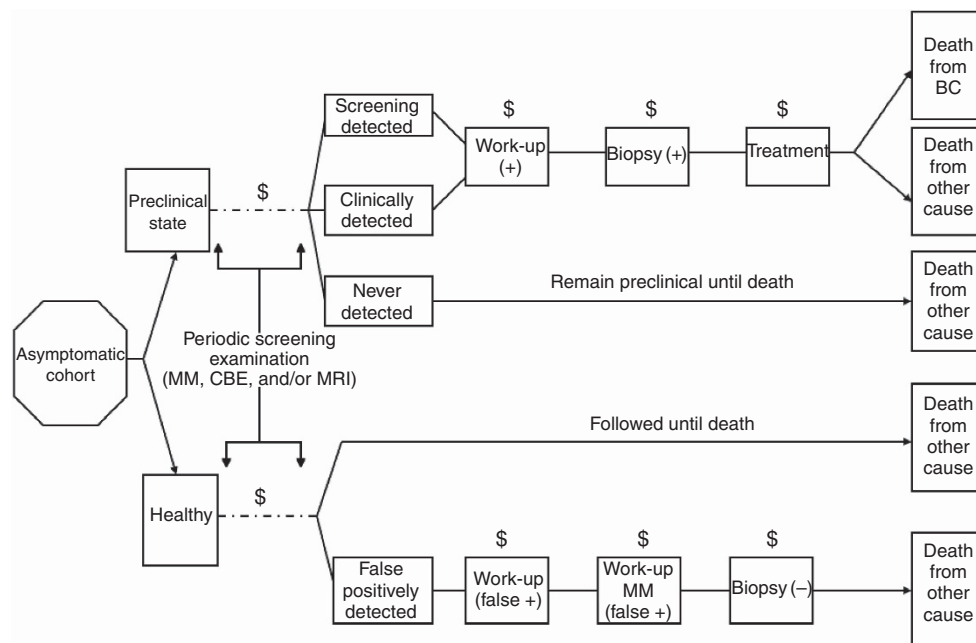 Death
from
BC
Screening
detected
$
$
$
Work-up
(+)
Biopsy (+)
Treatment
Death
from
other
cause
Preclinical
state
$
Clinically
detected
Never
detected
Remain preclinical until death
Death
from
other
cause
Asymptomatic
cohort
Periodic screening
examination
(MM, CBE, and/or MRI)
Followed until death
Death
from
other
cause
Healthy
$
False
positively
detected
$
$
$
Work-up
(false +)
Work-up
MM
(false +)
Biopsy (–)
Death
from
other
cause